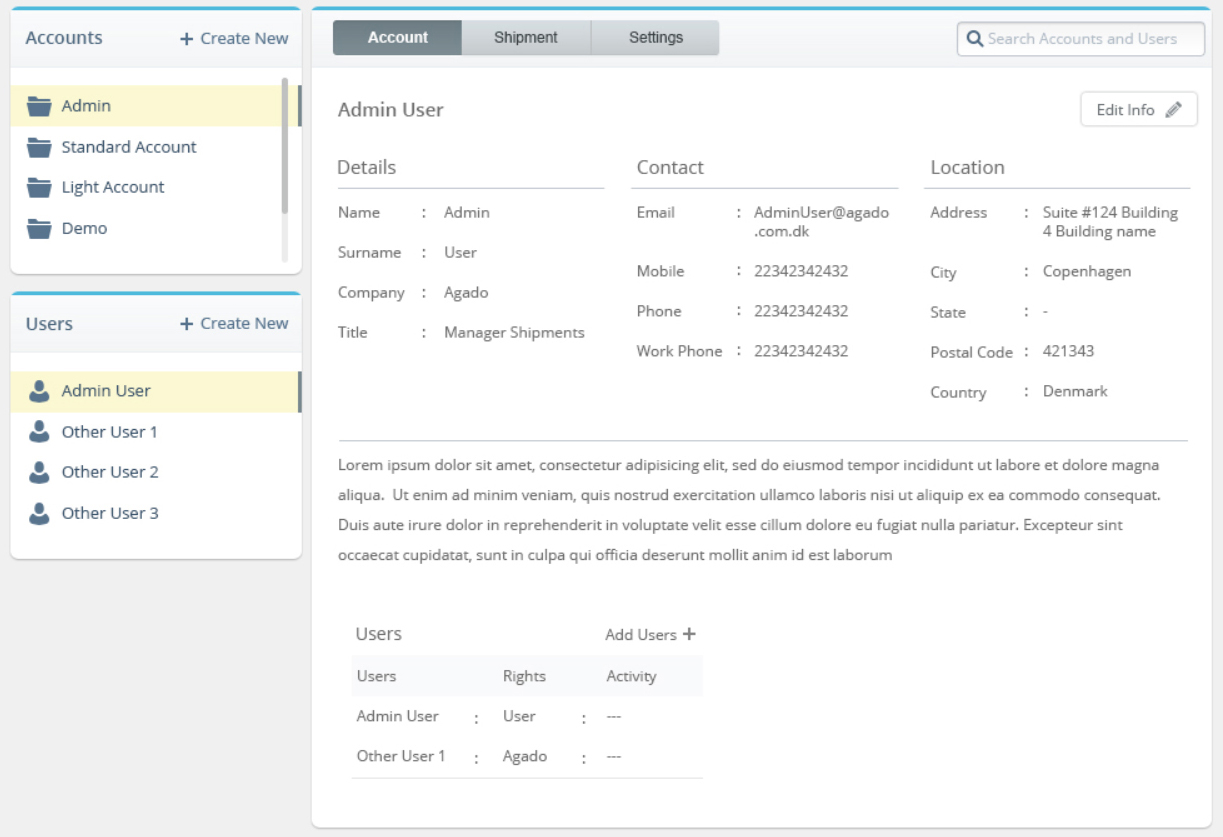 Accounts
+ Create New
Admin
Standard Account
Light Account
Demo
Users
+ Create New
Admin User
Other User 1
Other User 2
Other User 3
Account Shipment Settings
Search Accounts and Users
Admin User
Edit Info
Details
Name : Admin
Surname : User
Company : Agado
Title : Manager Shipments
Contact
Email : AdminUser@agado
.com.dk
Mobile : 22342342432
Phone : 22342342432
Work Phone : 22342342432
Location
Address : Suite #124 Building
4 Building name
City : Copenhagen
State : -
Postal Code : 421343
Country : Denmark
Lorem ipsum dolor sit amet, consectetur adipisicing elit, sed do eiusmod tempor incididunt ut labore et dolore magna
aliqua.  Ut enim ad minim veniam, quis nostrud exercitation ullamco laboris nisi ut aliquip ex ea commodo consequat.
Duis aute irure dolor in reprehenderit in voluptate velit esse cillum dolore eu fugiat nulla pariatur. Excepteur sint
occaecat cupidatat, sunt in culpa qui officia deserunt mollit anim id est laborum
Users Add Users +
Users Rights Activity
Admin User : User : ---
Other User 1 : Agado : ---